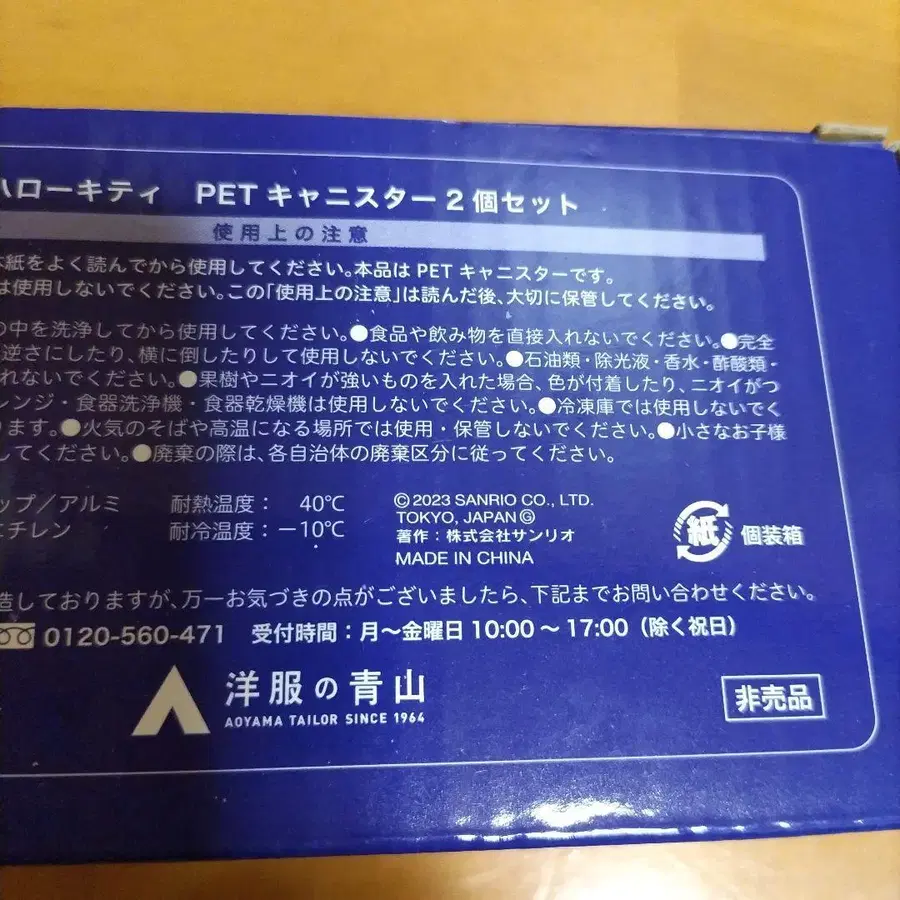 ハローキティ PETキャニスター2個セット
使用上の注意
本紙をよく読んでから使用してください。本品は PET キャニスターです。
は使用しないでください。この「使用上の注意」は読んだ後、大切に保管してください。
の中を洗浄してから使用してください。●食品や飲み物を直接入れないでください。●完全
逆さにしたり、横に倒したりして使用しないでください。●石油類・除光液・香水・酢酸類・
れないでください。●果樹やニオイが強いものを入れた場合、色が付着したり、ニオイがつ
レンジ・食器洗浄機・食器乾燥機は使用しないでください。●冷凍庫では使用しないでく
ります。●火気のそばや高温になる場所では使用・保管しないでください。●小さなお子様
してください。●廃棄の際は、各自治体の廃棄区分に従ってください。
ップ／アルミ 耐熱温度： 40℃
エチレン 耐冷温度：－10℃
©2023 SANRIO CO., LTD.
TOKYO, JAPAN Ⓖ
著作：株式会社サンリオ
MADE IN CHINA
紙 個装箱
造しておりますが、万一お気づきの点がございましたら、下記までお問い合わせください。
0120-560-471 受付時間：月～金曜日 10:00～17:00（除く祝日）
洋服の青山
AOYAMA TAILOR SINCE 1964
非売品